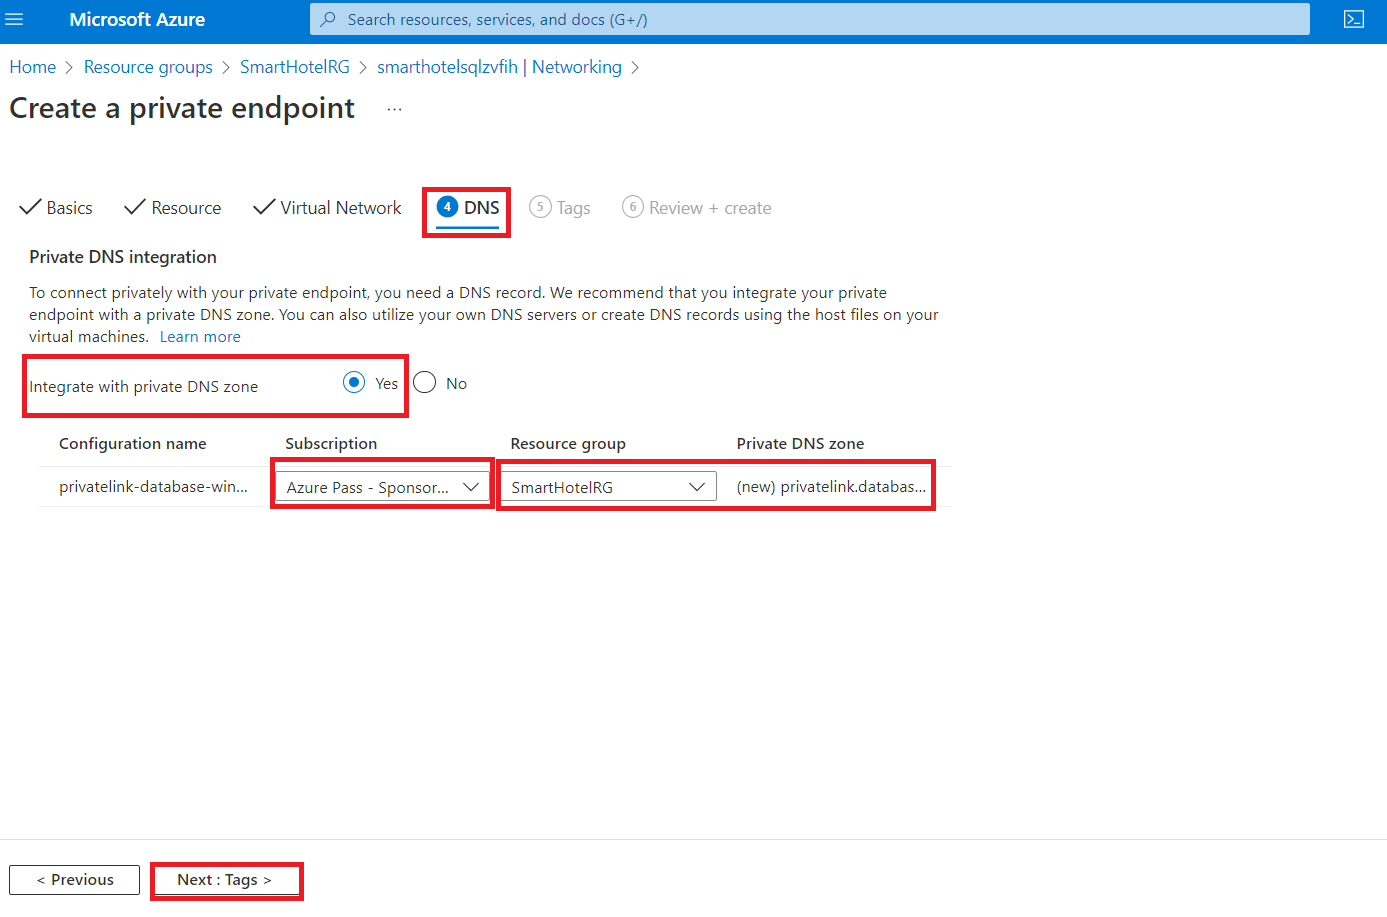 Microsoft Azure
Search resources, services, and docs (G+/)
Home > Resource groups > SmartHotelRG > smarthotelsqlzvfih | Networking >
Create a private endpoint ...
Basics Resource Virtual Network 4 DNS 5 Tags 6 Review + create
Private DNS integration
To connect privately with your private endpoint, you need a DNS record. We recommend that you integrate your private
endpoint with a private DNS zone. You can also utilize your own DNS servers or create DNS records using the host files on your
virtual machines. Learn more
Integrate with private DNS zone Yes No
Configuration name Subscription Resource group Private DNS zone
privatelink-database-win... Azure Pass - Sponsor... SmartHotelRG (new) privatelink.databas...
< Previous Next : Tags >